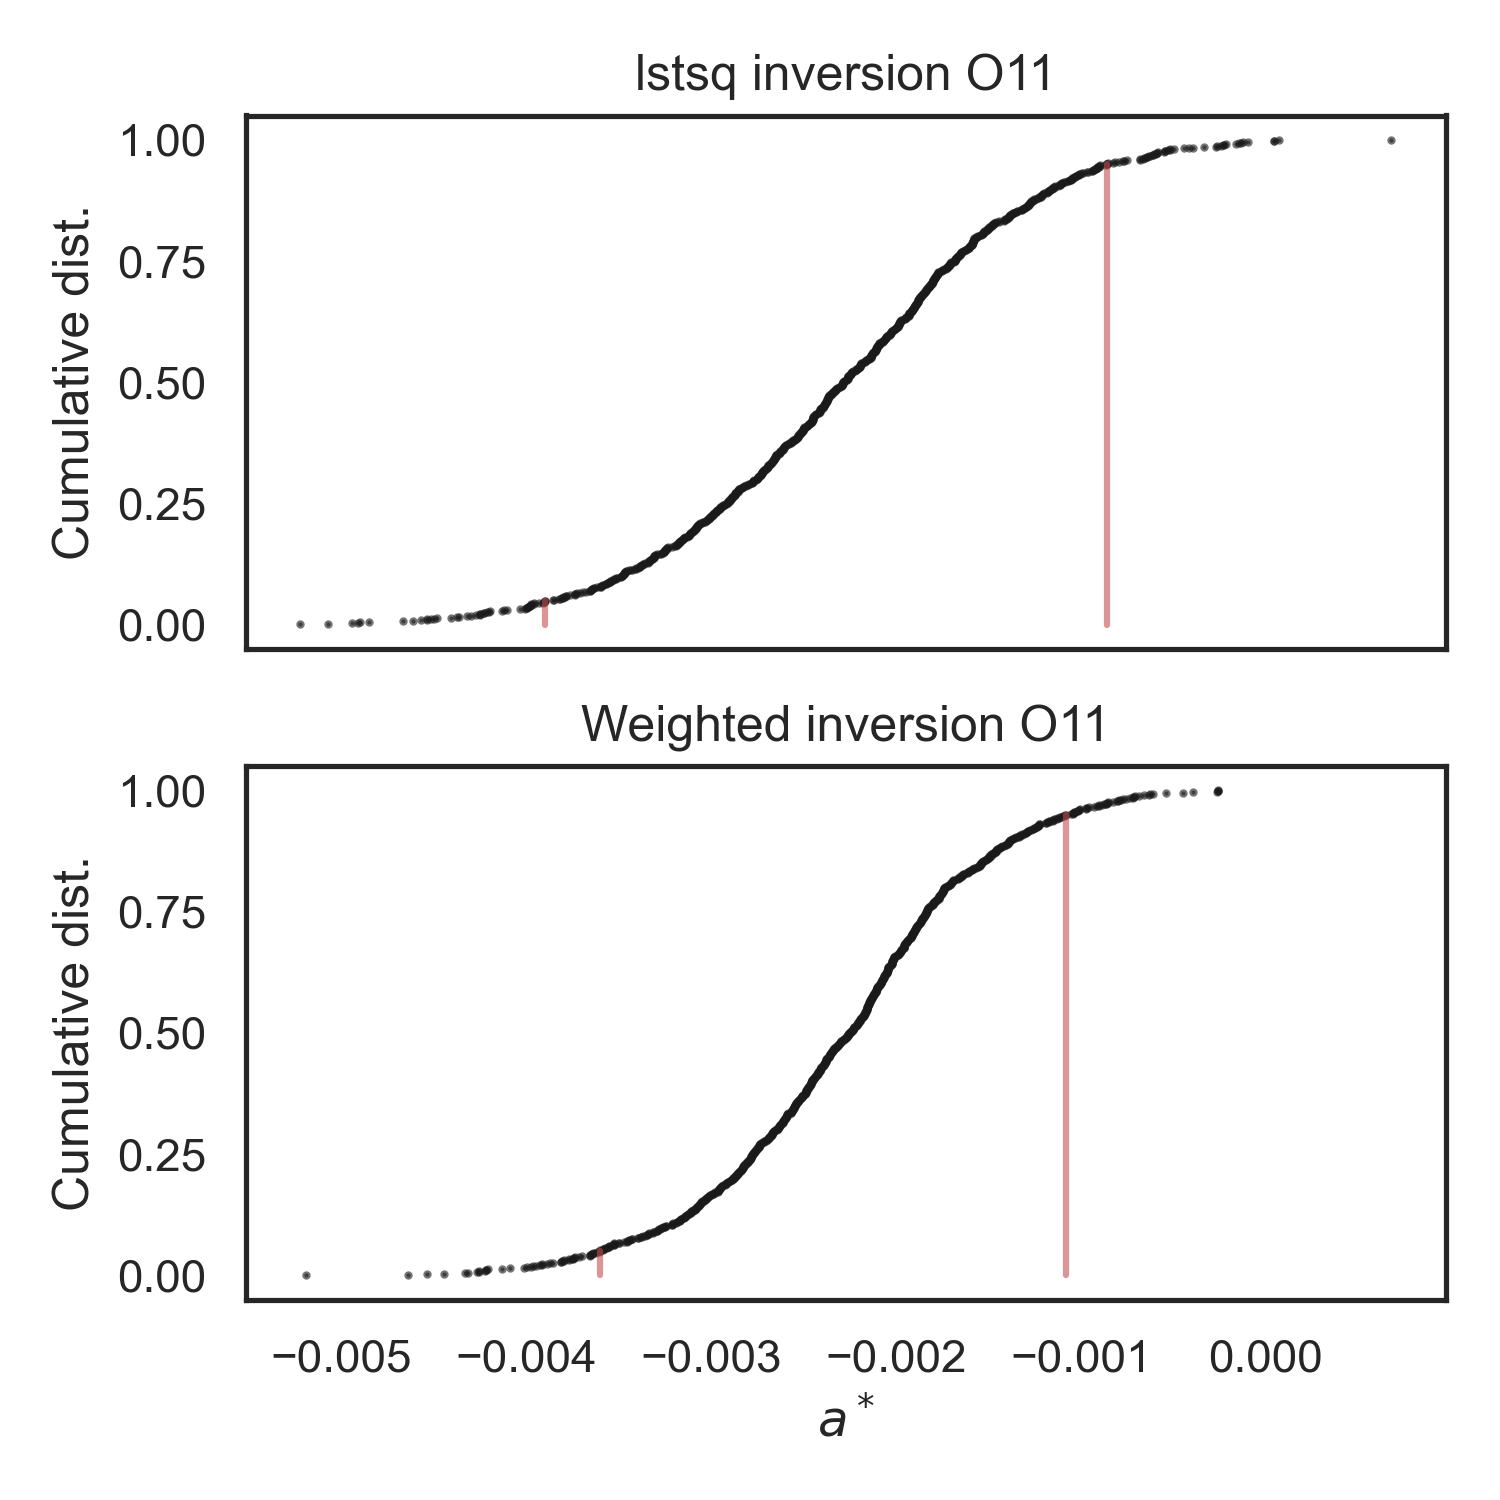 lstsq inversion O11
1.00
0.75
0.50
0.25
0.00
Cumulative dist.
Weighted inversion O11
1.00
0.75
0.50
0.25
0.00
Cumulative dist.
−0.005 −0.004 −0.003 −0.002 −0.001 0.000
a*